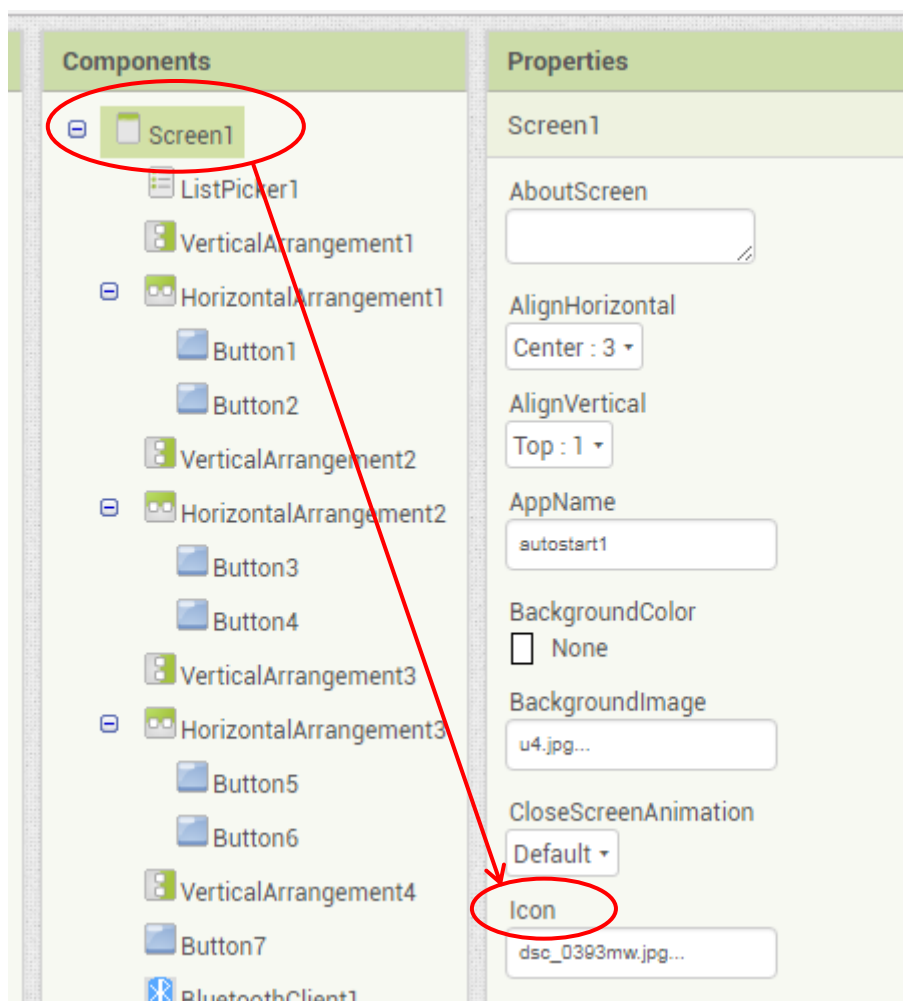 Components
Screen1
ListPicker1
VerticalArrangement1
HorizontalArrangement1
Button1
Button2
VerticalArrangement2
HorizontalArrangement2
Button3
Button4
VerticalArrangement3
HorizontalArrangement3
Button5
Button6
VerticalArrangement4
Button7
BluetoothClient1
Properties
Screen1
AboutScreen
AlignHorizontal
Center : 3
AlignVertical
Top : 1
AppName
autostart1
BackgroundColor
None
BackgroundImage
u4.jpg...
CloseScreenAnimation
Default
Icon
dsc_0393mw.jpg...